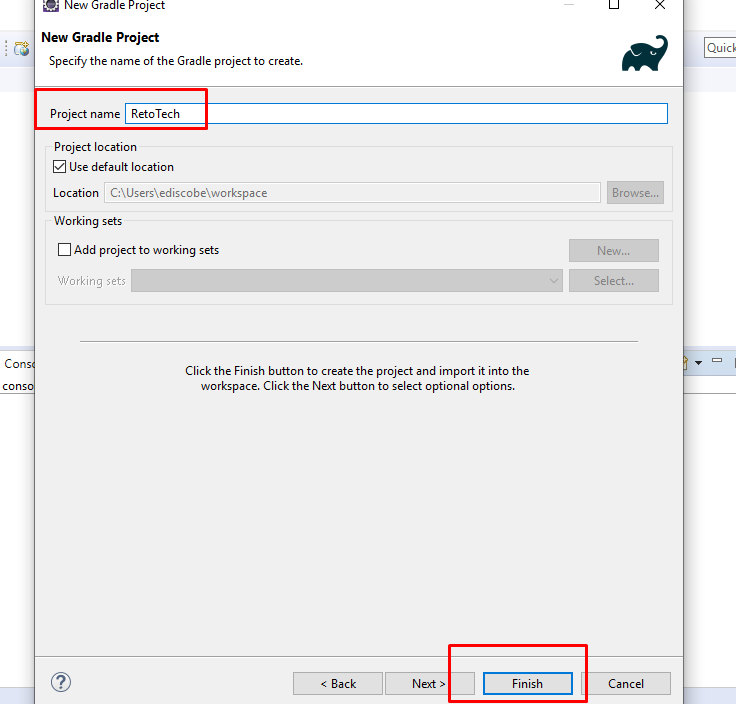 New Gradle Project
New Gradle Project
Specify the name of the Gradle project to create.
Quick
Project name RetoTech
Project location
Use default location
Location C:\Users\ediscobe\workspace Browse...
Working sets
Add project to working sets New...
Working sets Select...
Click the Finish button to create the project and import it into the
workspace. Click the Next button to select optional options.
Conso
conso
? < Back Next > Finish Cancel